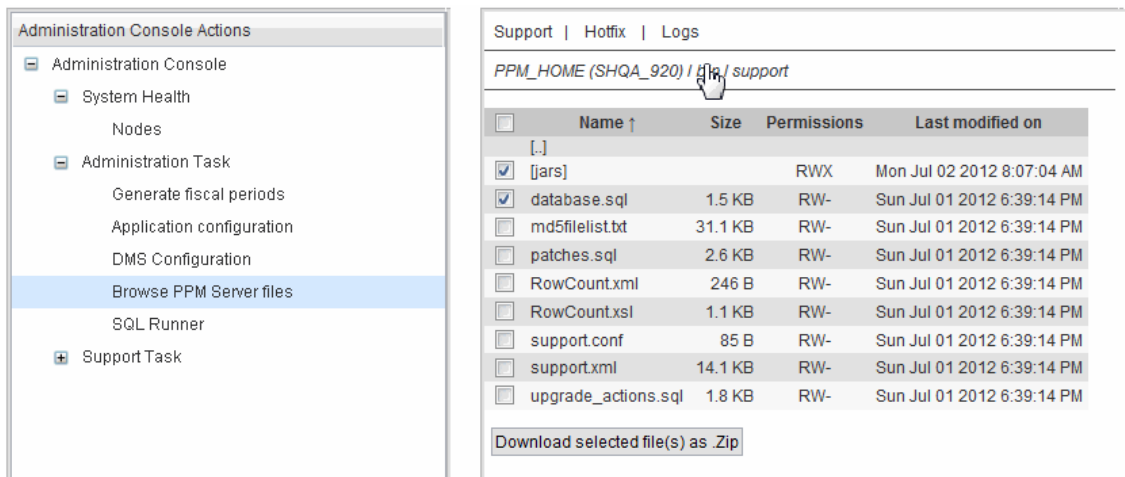 Administration Console Actions
Administration Console
System Health
Nodes
Administration Task
Generate fiscal periods
Application configuration
DMS Configuration
Browse PPM Server files
SQL Runner
Support Task
Support | Hotfix | Logs
PPM_HOME (SHQA_920) / / support
Name ↑ Size Permissions Last modified on
[..]
[jars] RWX Mon Jul 02 2012 8:07:04 AM
database.sql 1.5 KB RW- Sun Jul 01 2012 6:39:14 PM
md5filelist.txt 31.1 KB RW- Sun Jul 01 2012 6:39:14 PM
patches.sql 2.6 KB RW- Sun Jul 01 2012 6:39:14 PM
RowCount.xml 246 B RW- Sun Jul 01 2012 6:39:14 PM
RowCount.xsl 1.1 KB RW- Sun Jul 01 2012 6:39:14 PM
support.conf 85 B RW- Sun Jul 01 2012 6:39:14 PM
support.xml 14.1 KB RW- Sun Jul 01 2012 6:39:14 PM
upgrade_actions.sql 1.8 KB RW- Sun Jul 01 2012 6:39:14 PM
Download selected file(s) as .Zip